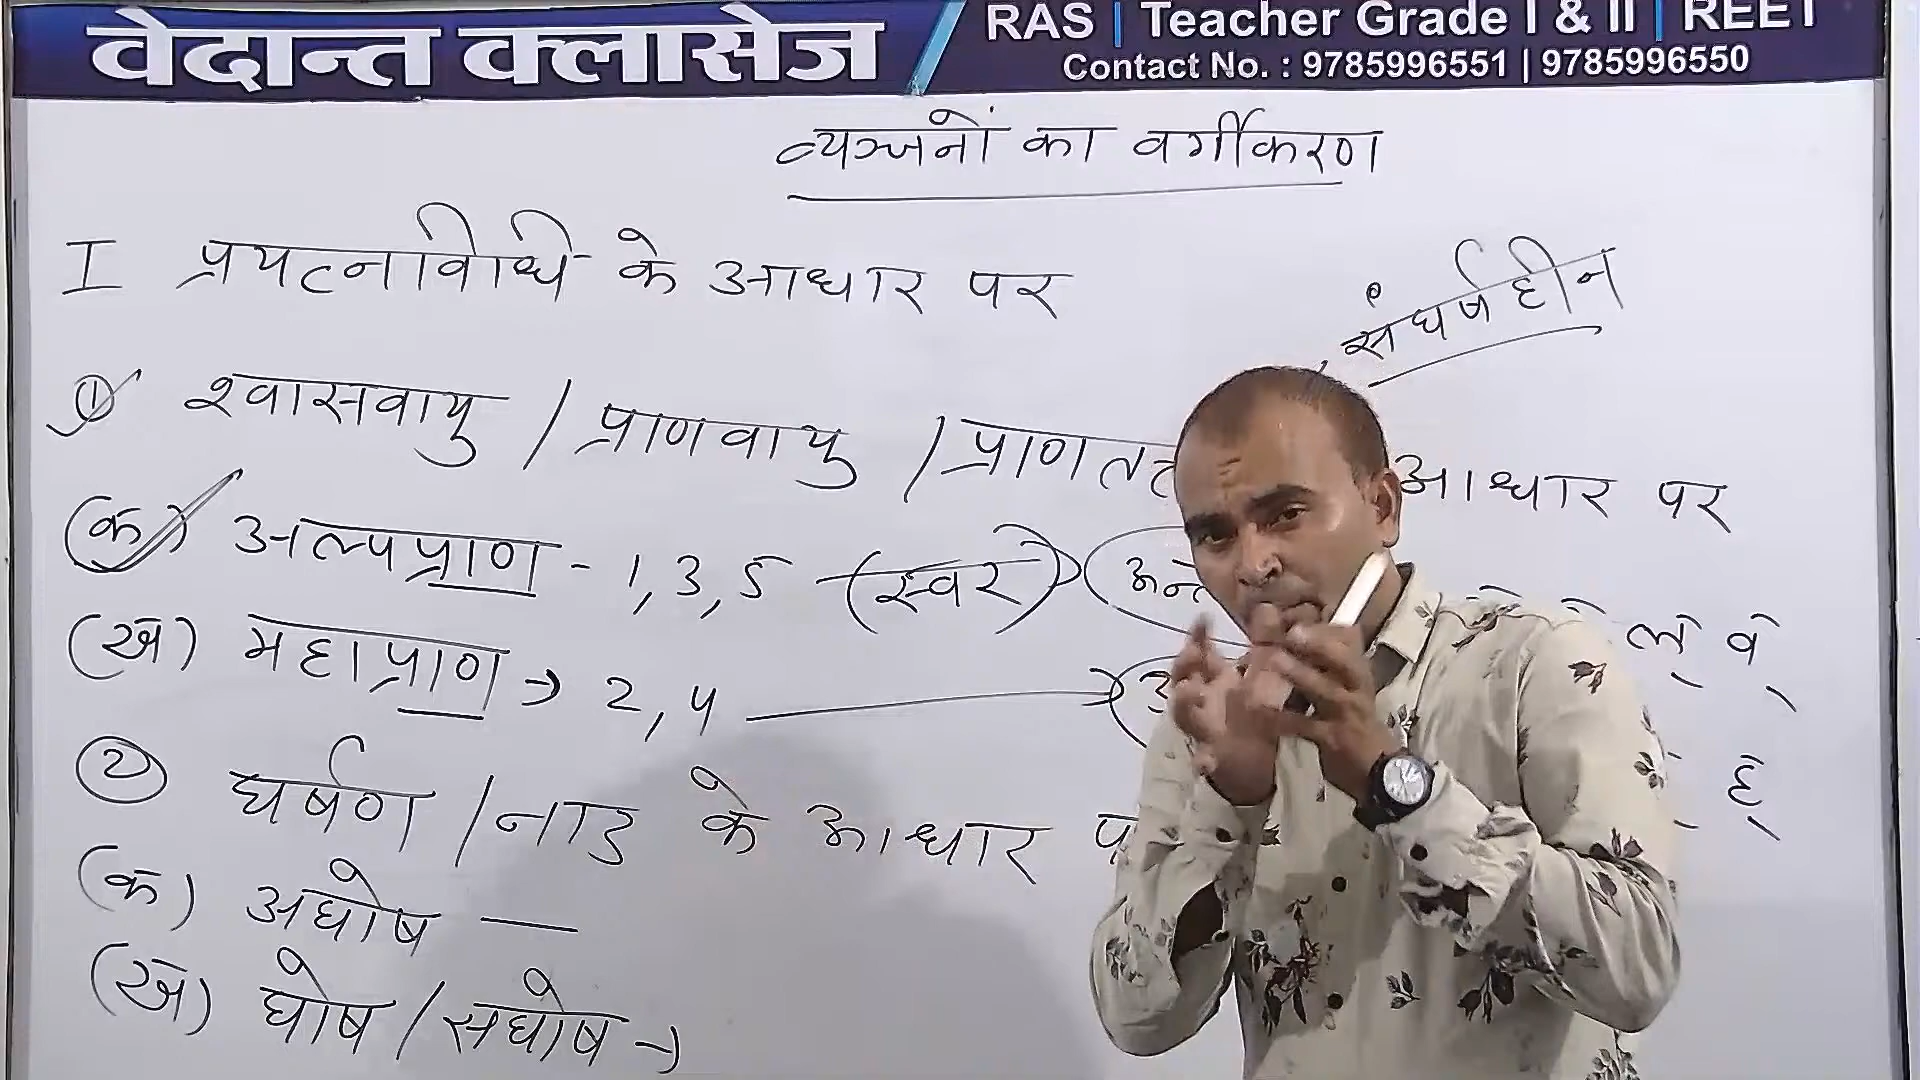 वेदान्त क्लासेज
RAS | Teacher Grade I & II | REET
Contact No. : 9785996551 | 9785996550
व्यञ्जनों का वर्गीकरण
I प्रयत्नविधि के आधार पर
संघर्षहीन
① श्वासवायु / प्राणवायु / प्राणत आधार पर
(क) अल्पप्राण - 1, 3, 5 (स्वर) अन्त ल् व्
(ख) महाप्राण → 2, 4 ह्
② घर्षण / नाद के आधार प
(क) अघोष —
(ख) घोष / सघोष →